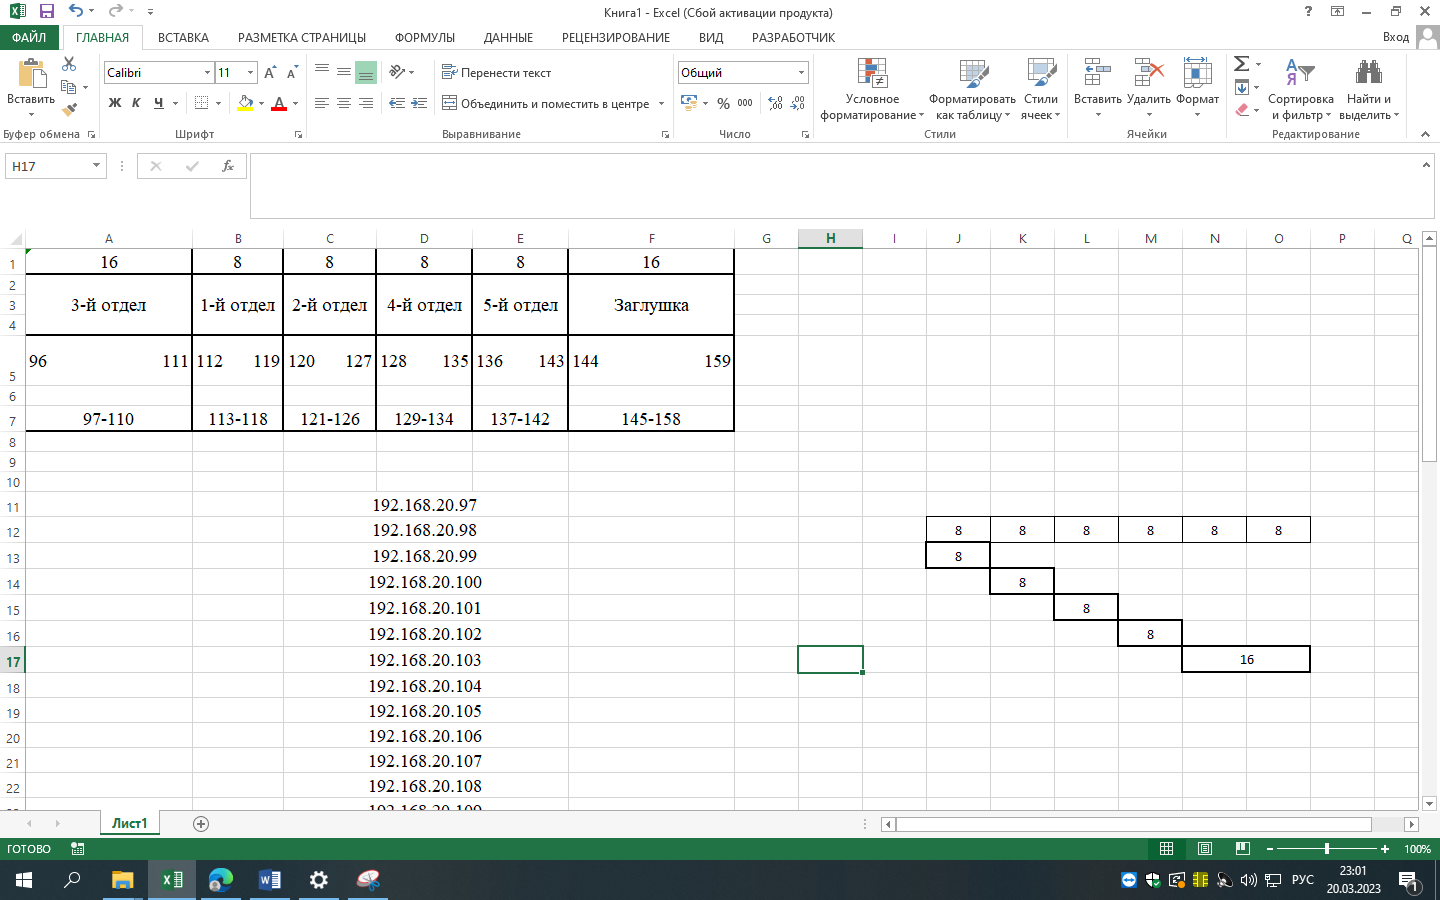 Книга1 - Excel (Сбой активации продукта)
ФАЙЛ ГЛАВНАЯ ВСТАВКА РАЗМЕТКА СТРАНИЦЫ ФОРМУЛЫ ДАННЫЕ РЕЦЕНЗИРОВАНИЕ ВИД РАЗРАБОТЧИК Вход
Вставить
Calibri 11
Ж К Ч А
Перенести текст
Объединить и поместить в центре
Общий
% 000
Условное форматирование
Форматировать как таблицу
Стили ячеек
Вставить Удалить Формат
Сортировка и фильтр
Найти и выделить
Буфер обмена Шрифт Выравнивание Число Стили Ячейки Редактирование
H17 fx
A B C D E F G H I J K L M N O P Q
1 16 8 8 8 8 16
2
3 3-й отдел 1-й отдел 2-й отдел 4-й отдел 5-й отдел Заглушка
4
5 96 111 112 119 120 127 128 135 136 143 144 159
6
7 97-110 113-118 121-126 129-134 137-142 145-158
8
9
10
11 192.168.20.97
12 192.168.20.98 8 8 8 8 8 8
13 192.168.20.99 8
14 192.168.20.100 8
15 192.168.20.101 8
16 192.168.20.102 8
17 192.168.20.103 16
18 192.168.20.104
19 192.168.20.105
20 192.168.20.106
21 192.168.20.107
22 192.168.20.108
192.168.20.109
Лист1
ГОТОВО 100%
РУС 23:01
20.03.2023
1